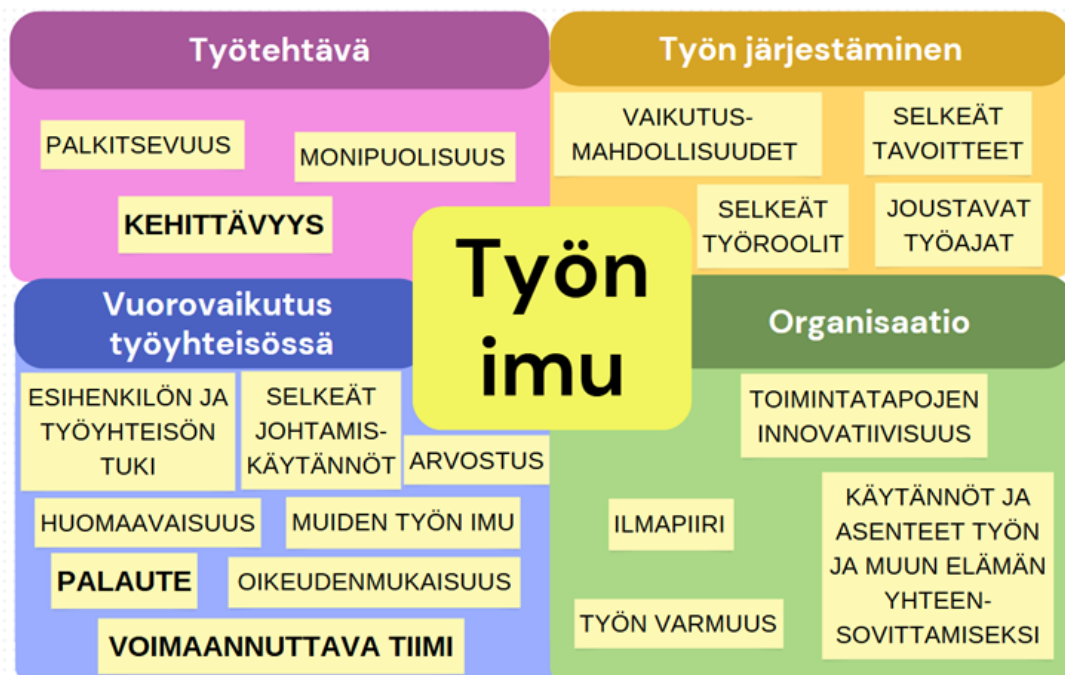 Työtehtävä
PALKITSEVUUS
MONIPUOLISUUS
KEHITTÄVYYS
Työn järjestäminen
VAIKUTUS-
MAHDOLLISUUDET
SELKEÄT
TAVOITTEET
SELKEÄT
TYÖROOLIT
JOUSTAVAT
TYÖAJAT
Työn
imu
Vuorovaikutus
työyhteisössä
ESIHENKILÖN JA
TYÖYHTEISÖN
TUKI
SELKEÄT
JOHTAMIS-
KÄYTÄNNÖT
ARVOSTUS
HUOMAAVAISUUS
MUIDEN TYÖN IMU
PALAUTE
OIKEUDENMUKAISUUS
VOIMAANNUTTAVA TIIMI
Organisaatio
TOIMINTATAPOJEN
INNOVATIIVISUUS
ILMAPIIRI
KÄYTÄNNÖT JA
ASENTEET TYÖN
JA MUUN ELÄMÄN
YHTEEN-
SOVITTAMISEKSI
TYÖN VARMUUS